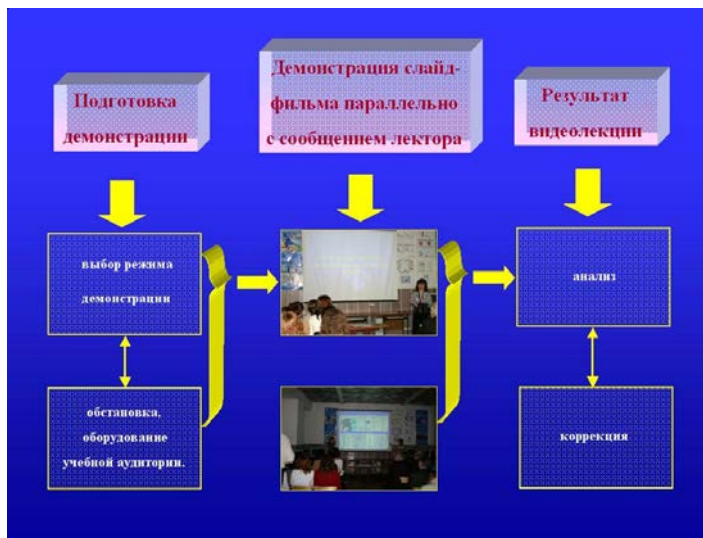 Подготовка
демонстрации
Демонстрация слайд-
фильма параллельно
с сообщением лектора
Результат
видеолекции
выбор режима
демонстрации
обстановка,
оборудование
учебной аудитории.
анализ
коррекция